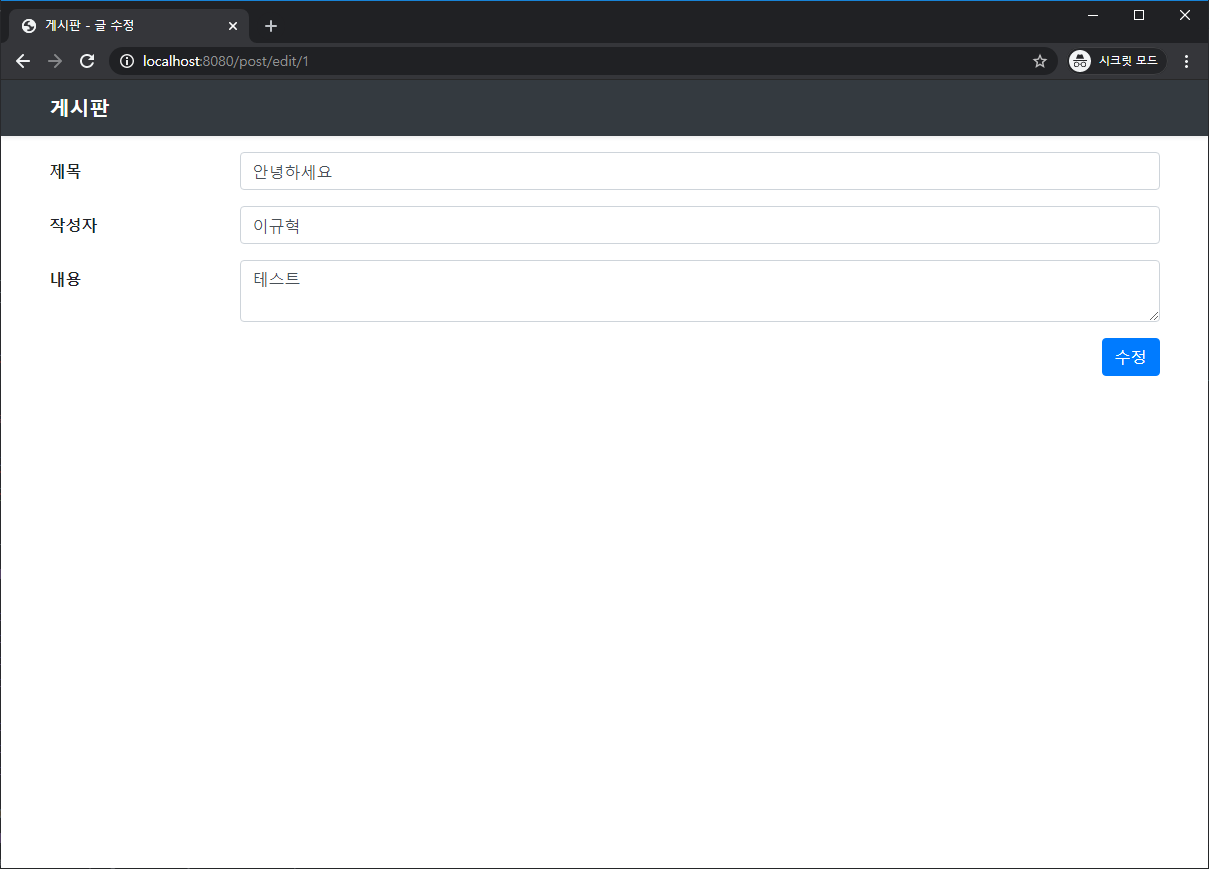 게시판 - 글 수정
localhost:8080/post/edit/1
시크릿 모드
게시판
제목
안녕하세요
작성자
이규혁
내용
테스트
수정